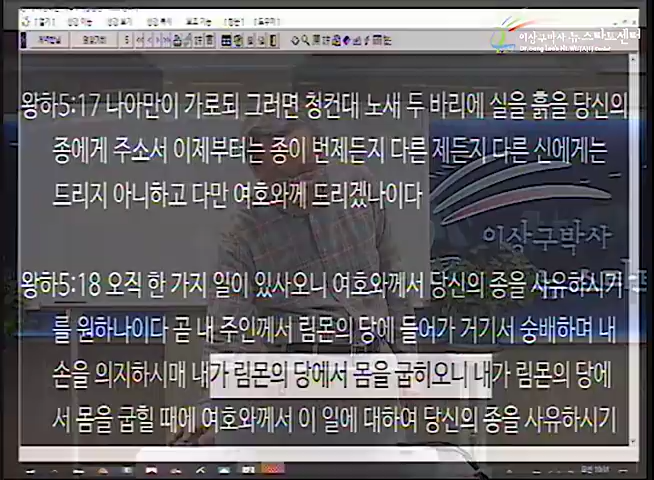 이상구박사 뉴스타트센터
왕하5:17 나아만이 가로되 그러면 청컨대 노새 두 바리에 실을 흙을 당신의
종에게 주소서 이제부터는 종이 번제든지 다른 제든지 다른 신에게는
드리지 아니하고 다만 여호와께 드리겠나이다
이상구박사
왕하5:18 오직 한 가지 일이 있사오니 여호와께서 당신의 종을 사유하시기
를 원하나이다 곧 내 주인께서 림몬의 당에 들어가 거기서 숭배하며 내
손을 의지하시매 내가 림몬의 당에서 몸을 굽히오니 내가 림몬의 당에
서 몸을 굽힐 때에 여호와께서 이 일에 대하여 당신의 종을 사유하시기